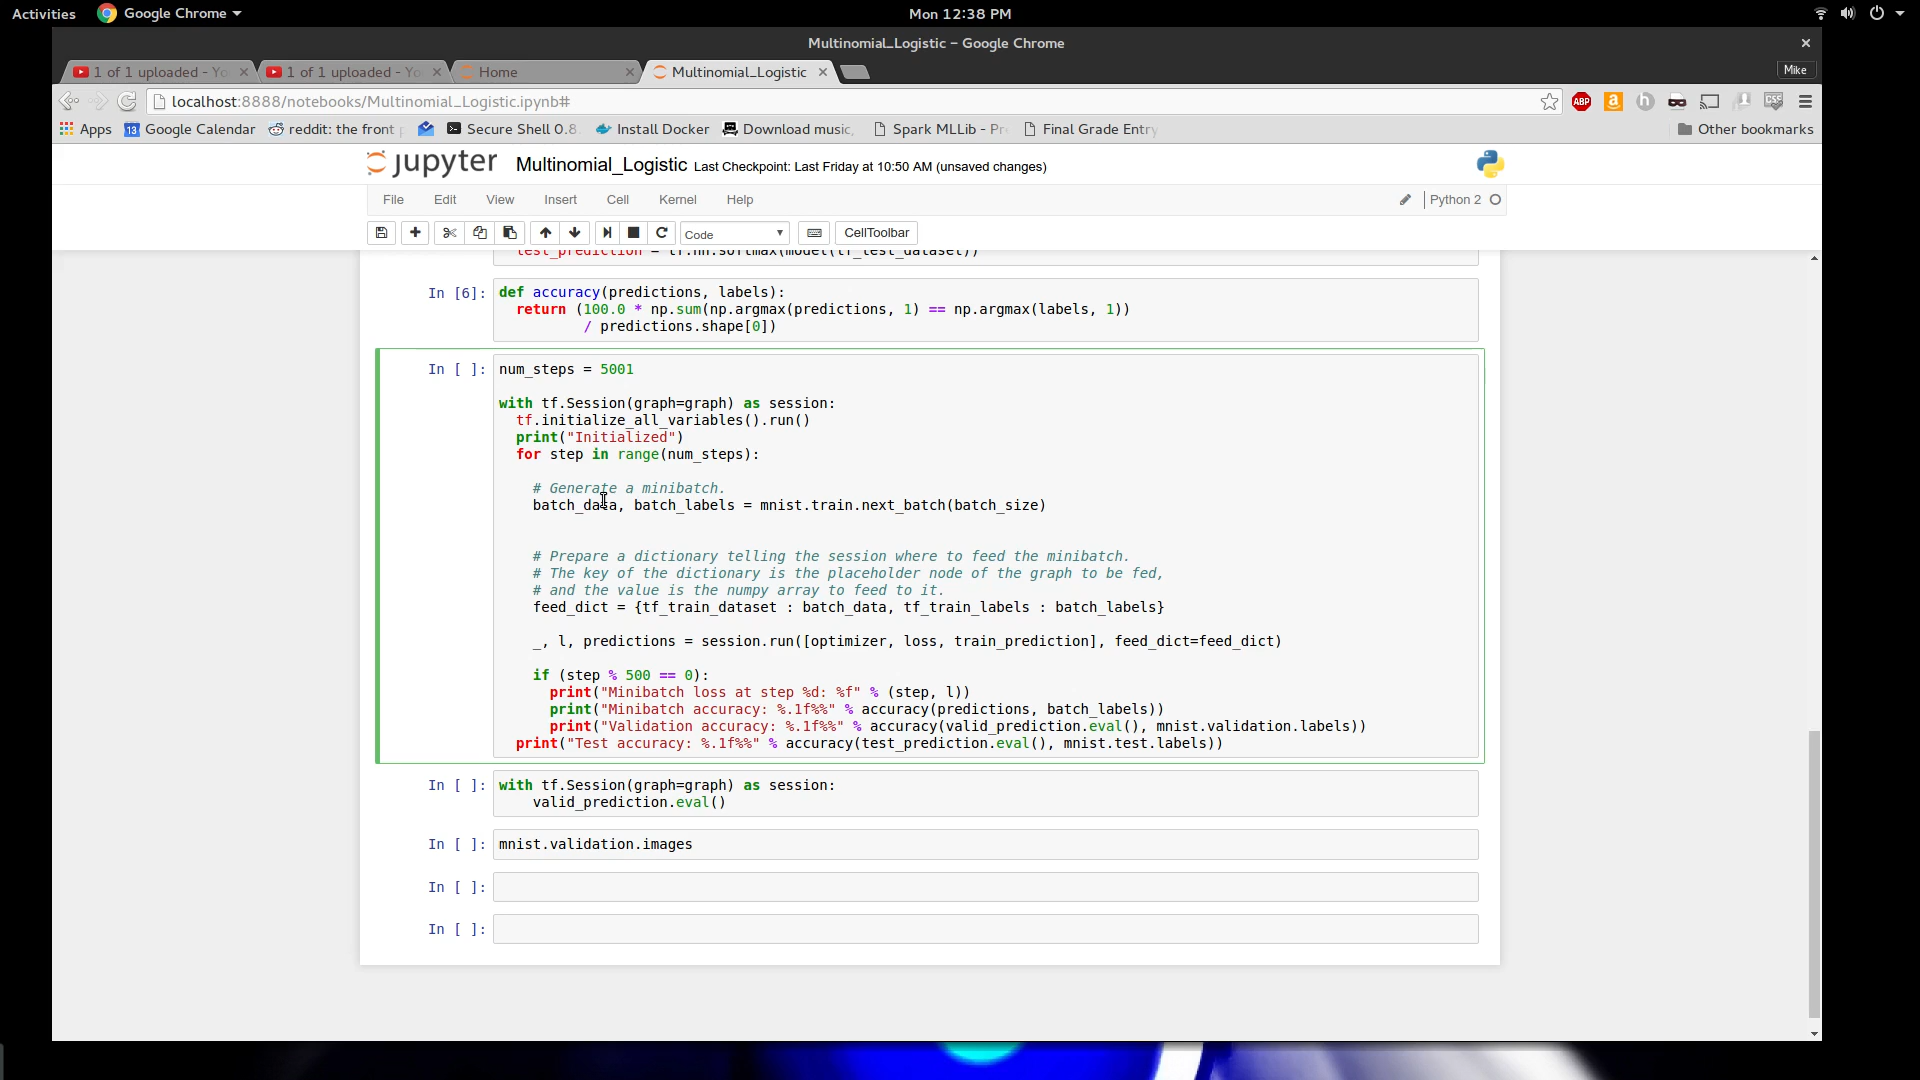 Activities Google Chrome Mon 12:38 PM
Multinomial_Logistic – Google Chrome
1 of 1 uploaded - Yo 1 of 1 uploaded - Yo Home Multinomial_Logistic Mike
localhost:8888/notebooks/Multinomial_Logistic.ipynb# ABP a h CSS
Apps 13 Google Calendar reddit: the front Secure Shell 0.8. Install Docker Download music, Spark MLLib - Pr Final Grade Entry Other bookmarks
jupyter Multinomial_Logistic Last Checkpoint: Last Friday at 10:50 AM (unsaved changes)
File Edit View Insert Cell Kernel Help Python 2
Code CellToolbar
test_prediction = tf.nn.softmax(model(tf_test_dataset))
In [6]: def accuracy(predictions, labels):
return (100.0 * np.sum(np.argmax(predictions, 1) == np.argmax(labels, 1))
/ predictions.shape[0])
In [ ]: num_steps = 5001
with tf.Session(graph=graph) as session:
tf.initialize_all_variables().run()
print("Initialized")
for step in range(num_steps):
# Generate a minibatch.
batch_data, batch_labels = mnist.train.next_batch(batch_size)
# Prepare a dictionary telling the session where to feed the minibatch.
# The key of the dictionary is the placeholder node of the graph to be fed,
# and the value is the numpy array to feed to it.
feed_dict = {tf_train_dataset : batch_data, tf_train_labels : batch_labels}
_, l, predictions = session.run([optimizer, loss, train_prediction], feed_dict=feed_dict)
if (step % 500 == 0):
print("Minibatch loss at step %d: %f" % (step, l))
print("Minibatch accuracy: %.1f%%" % accuracy(predictions, batch_labels))
print("Validation accuracy: %.1f%%" % accuracy(valid_prediction.eval(), mnist.validation.labels))
print("Test accuracy: %.1f%%" % accuracy(test_prediction.eval(), mnist.test.labels))
In [ ]: with tf.Session(graph=graph) as session:
valid_prediction.eval()
In [ ]: mnist.validation.images
In [ ]:
In [ ]: